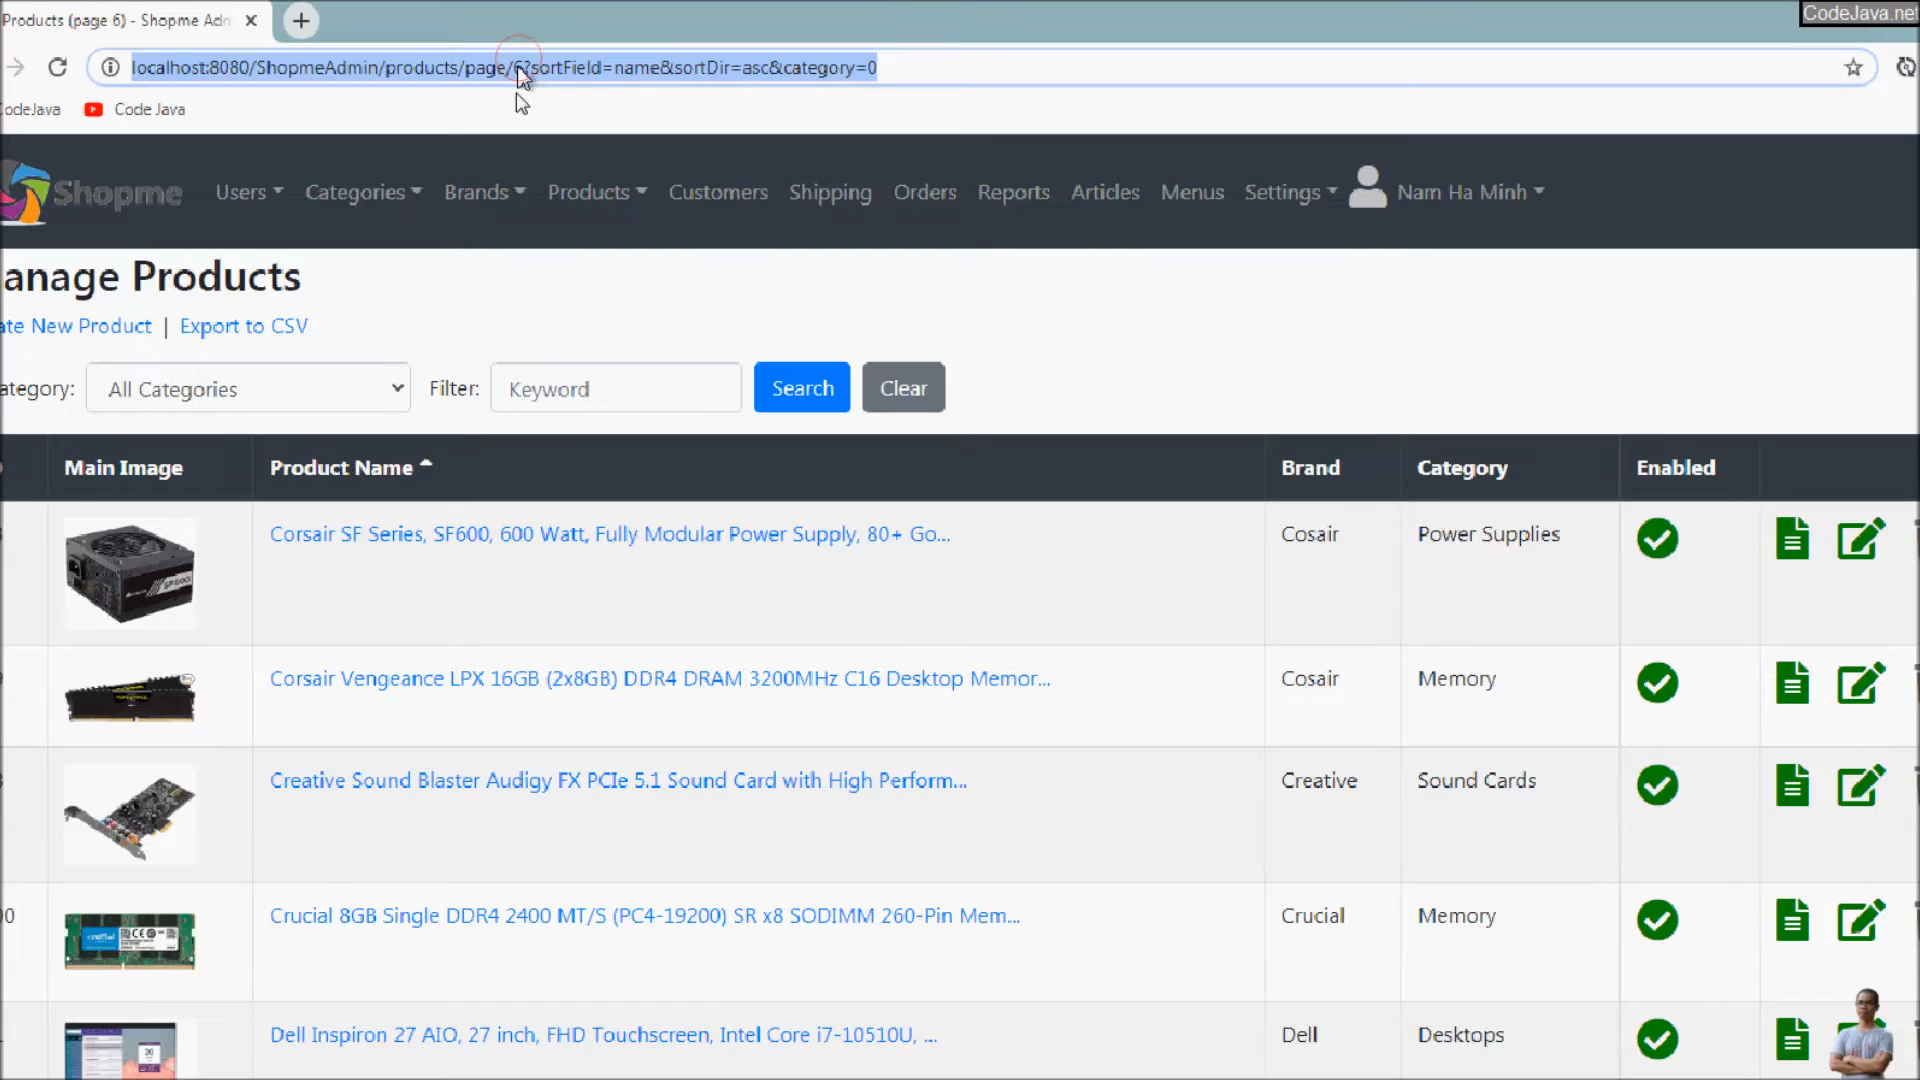 Products (page 6) - Shopme Adm
CodeJava.net
localhost:8080/ShopmeAdmin/products/page/6?sortField=name&sortDir=asc&category=0
CodeJava
Code Java
Shopme
Users
Categories
Brands
Products
Customers
Shipping
Orders
Reports
Articles
Menus
Settings
Nam Ha Minh
anage Products
ate New Product | Export to CSV
ategory:
All Categories
Filter:
Keyword
Search
Clear
Main Image
Product Name
Brand
Category
Enabled
Corsair SF Series, SF600, 600 Watt, Fully Modular Power Supply, 80+ Go...
Cosair
Power Supplies
Corsair Vengeance LPX 16GB (2x8GB) DDR4 DRAM 3200MHz C16 Desktop Memor...
Cosair
Memory
Creative Sound Blaster Audigy FX PCIe 5.1 Sound Card with High Perform...
Creative
Sound Cards
00
Crucial 8GB Single DDR4 2400 MT/S (PC4-19200) SR x8 SODIMM 260-Pin Mem...
Crucial
Memory
Dell Inspiron 27 AIO, 27 inch, FHD Touchscreen, Intel Core i7-10510U, ...
Dell
Desktops